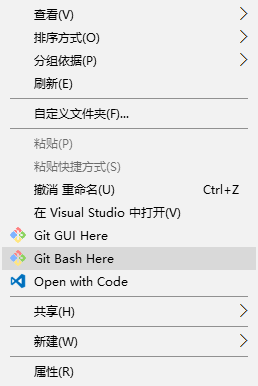 查看(V)
排序方式(O)
分组依据(P)
刷新(E)
自定义文件夹(F)...
粘贴(P)
粘贴快捷方式(S)
撤消 重命名(U) Ctrl+Z
在 Visual Studio 中打开(V)
Git GUI Here
Git Bash Here
Open with Code
共享(H)
新建(W)
属性(R)